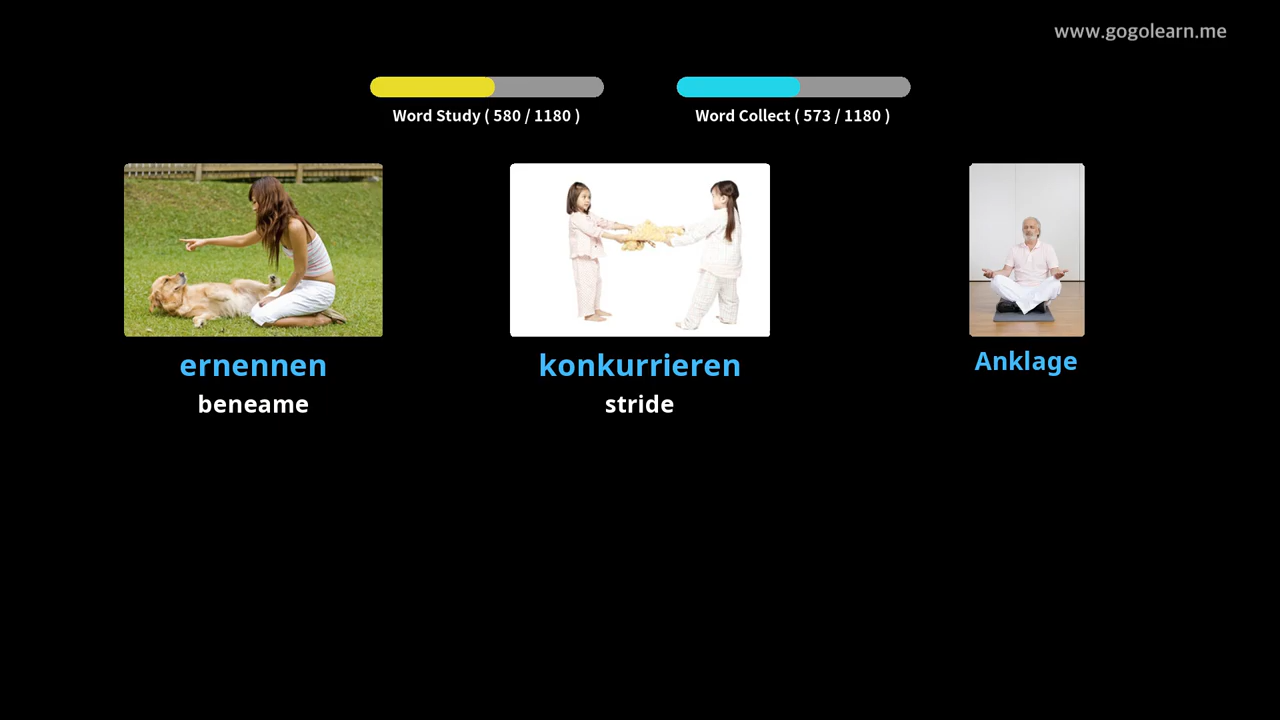 www.gogolearn.me
Word Study ( 580 / 1180 )
Word Collect ( 573 / 1180 )
ernennen
beneame
konkurrieren
stride
Anklage